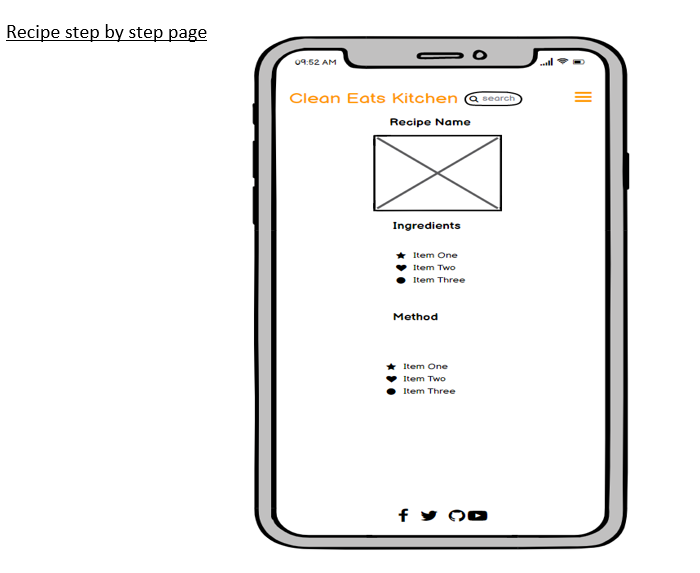 Recipe step by step page
09:52 AM
Clean Eats Kitchen
search
Recipe Name
Ingredients
Item One
Item Two
Item Three
Method
Item One
Item Two
Item Three